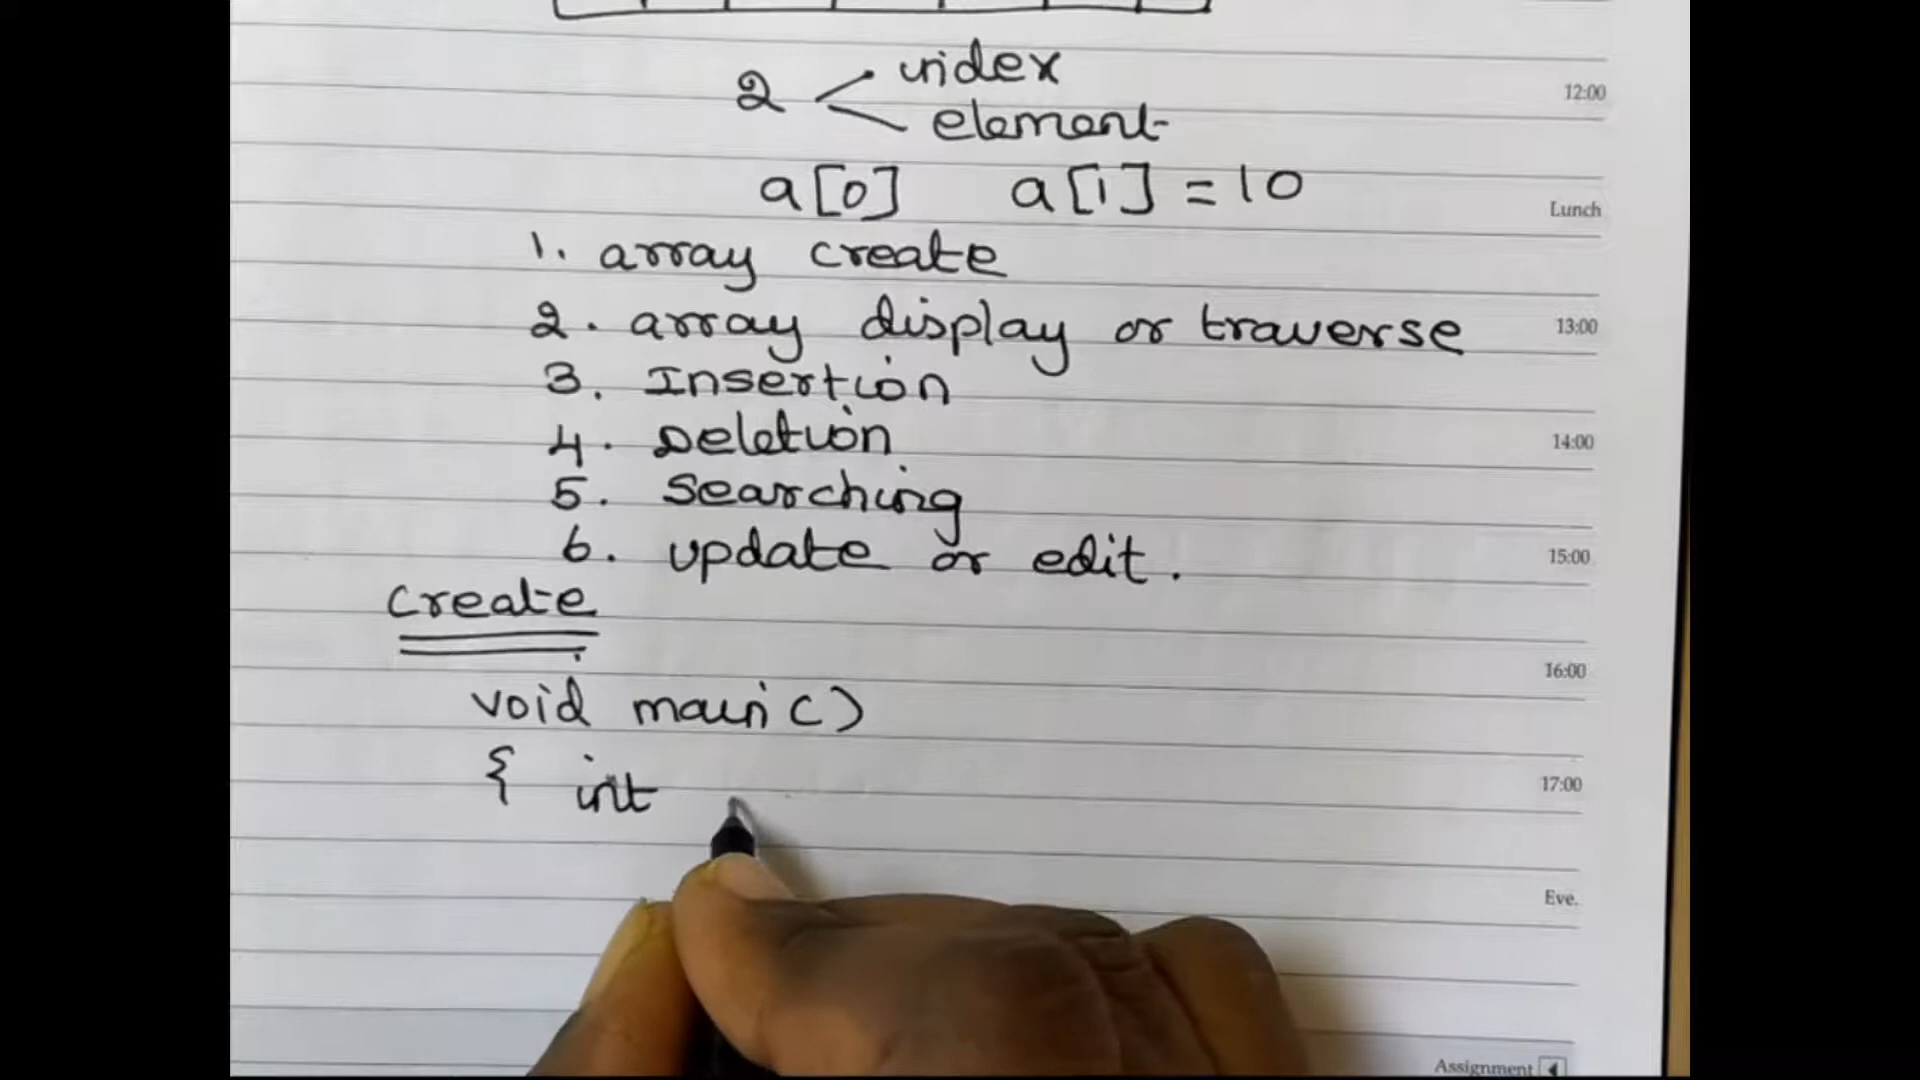 index
2
element
a[0] a[1] = 10
1. array create
2. array display or traverse
3. Insertion
4. Deletion
5. Searching
6. update or edit.
create
void main()
{ int
12:00
Lunch
13:00
14:00
15:00
16:00
17:00
Eve.
Assignment